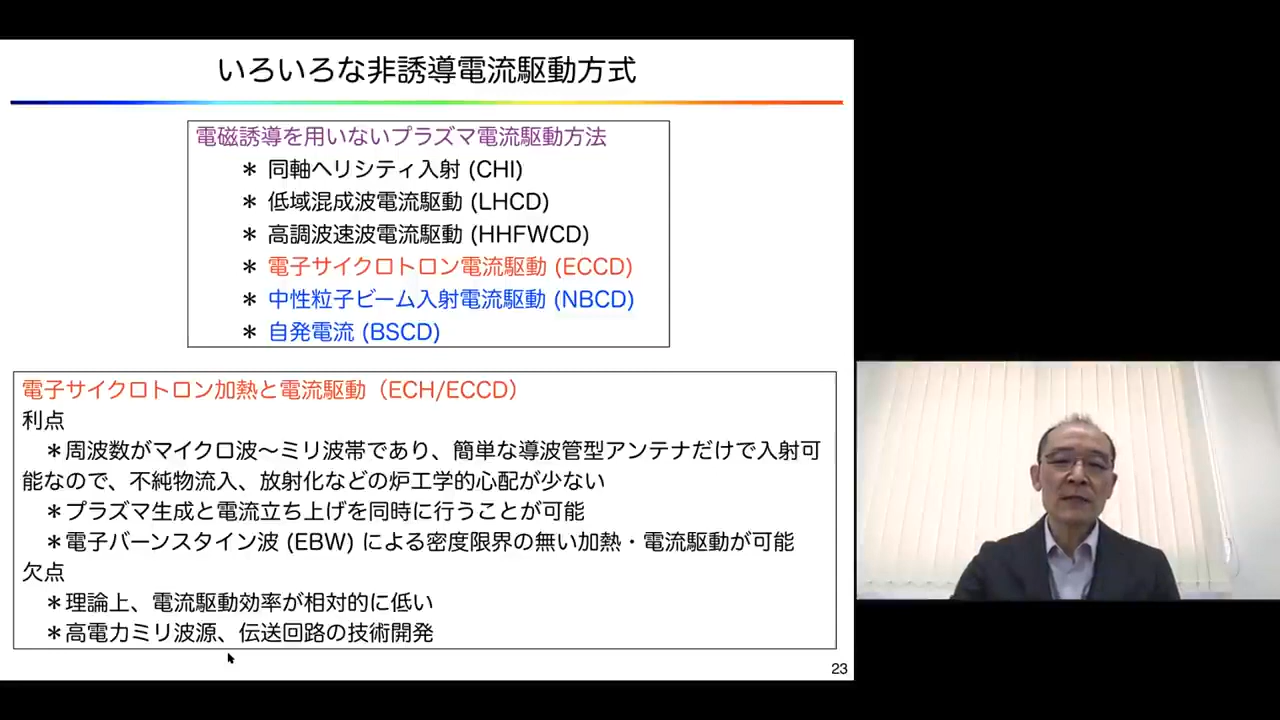 いろいろな非誘導電流駆動方式
電磁誘導を用いないプラズマ電流駆動方法
＊ 同軸ヘリシティ入射 (CHI)
＊ 低域混成波電流駆動 (LHCD)
＊ 高調波速波電流駆動 (HHFWCD)
＊ 電子サイクロトロン電流駆動 (ECCD)
＊ 中性粒子ビーム入射電流駆動 (NBCD)
＊ 自発電流 (BSCD)
電子サイクロトロン加熱と電流駆動（ECH/ECCD）
利点
＊周波数がマイクロ波～ミリ波帯であり、簡単な導波管型アンテナだけで入射可
能なので、不純物流入、放射化などの炉工学的心配が少ない
＊プラズマ生成と電流立ち上げを同時に行うことが可能
＊電子バーンスタイン波 (EBW) による密度限界の無い加熱・電流駆動が可能
欠点
＊理論上、電流駆動効率が相対的に低い
＊高電力ミリ波源、伝送回路の技術開発
23